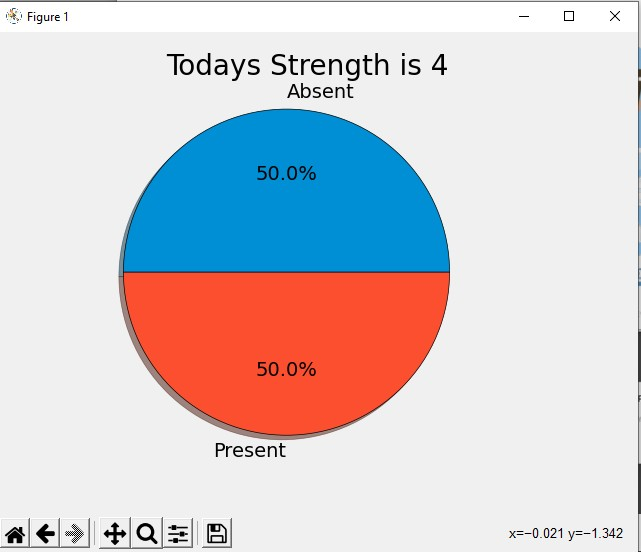 Figure 1
Todays Strength is 4
Absent
50.0%
50.0%
Present
x=−0.021 y=−1.342